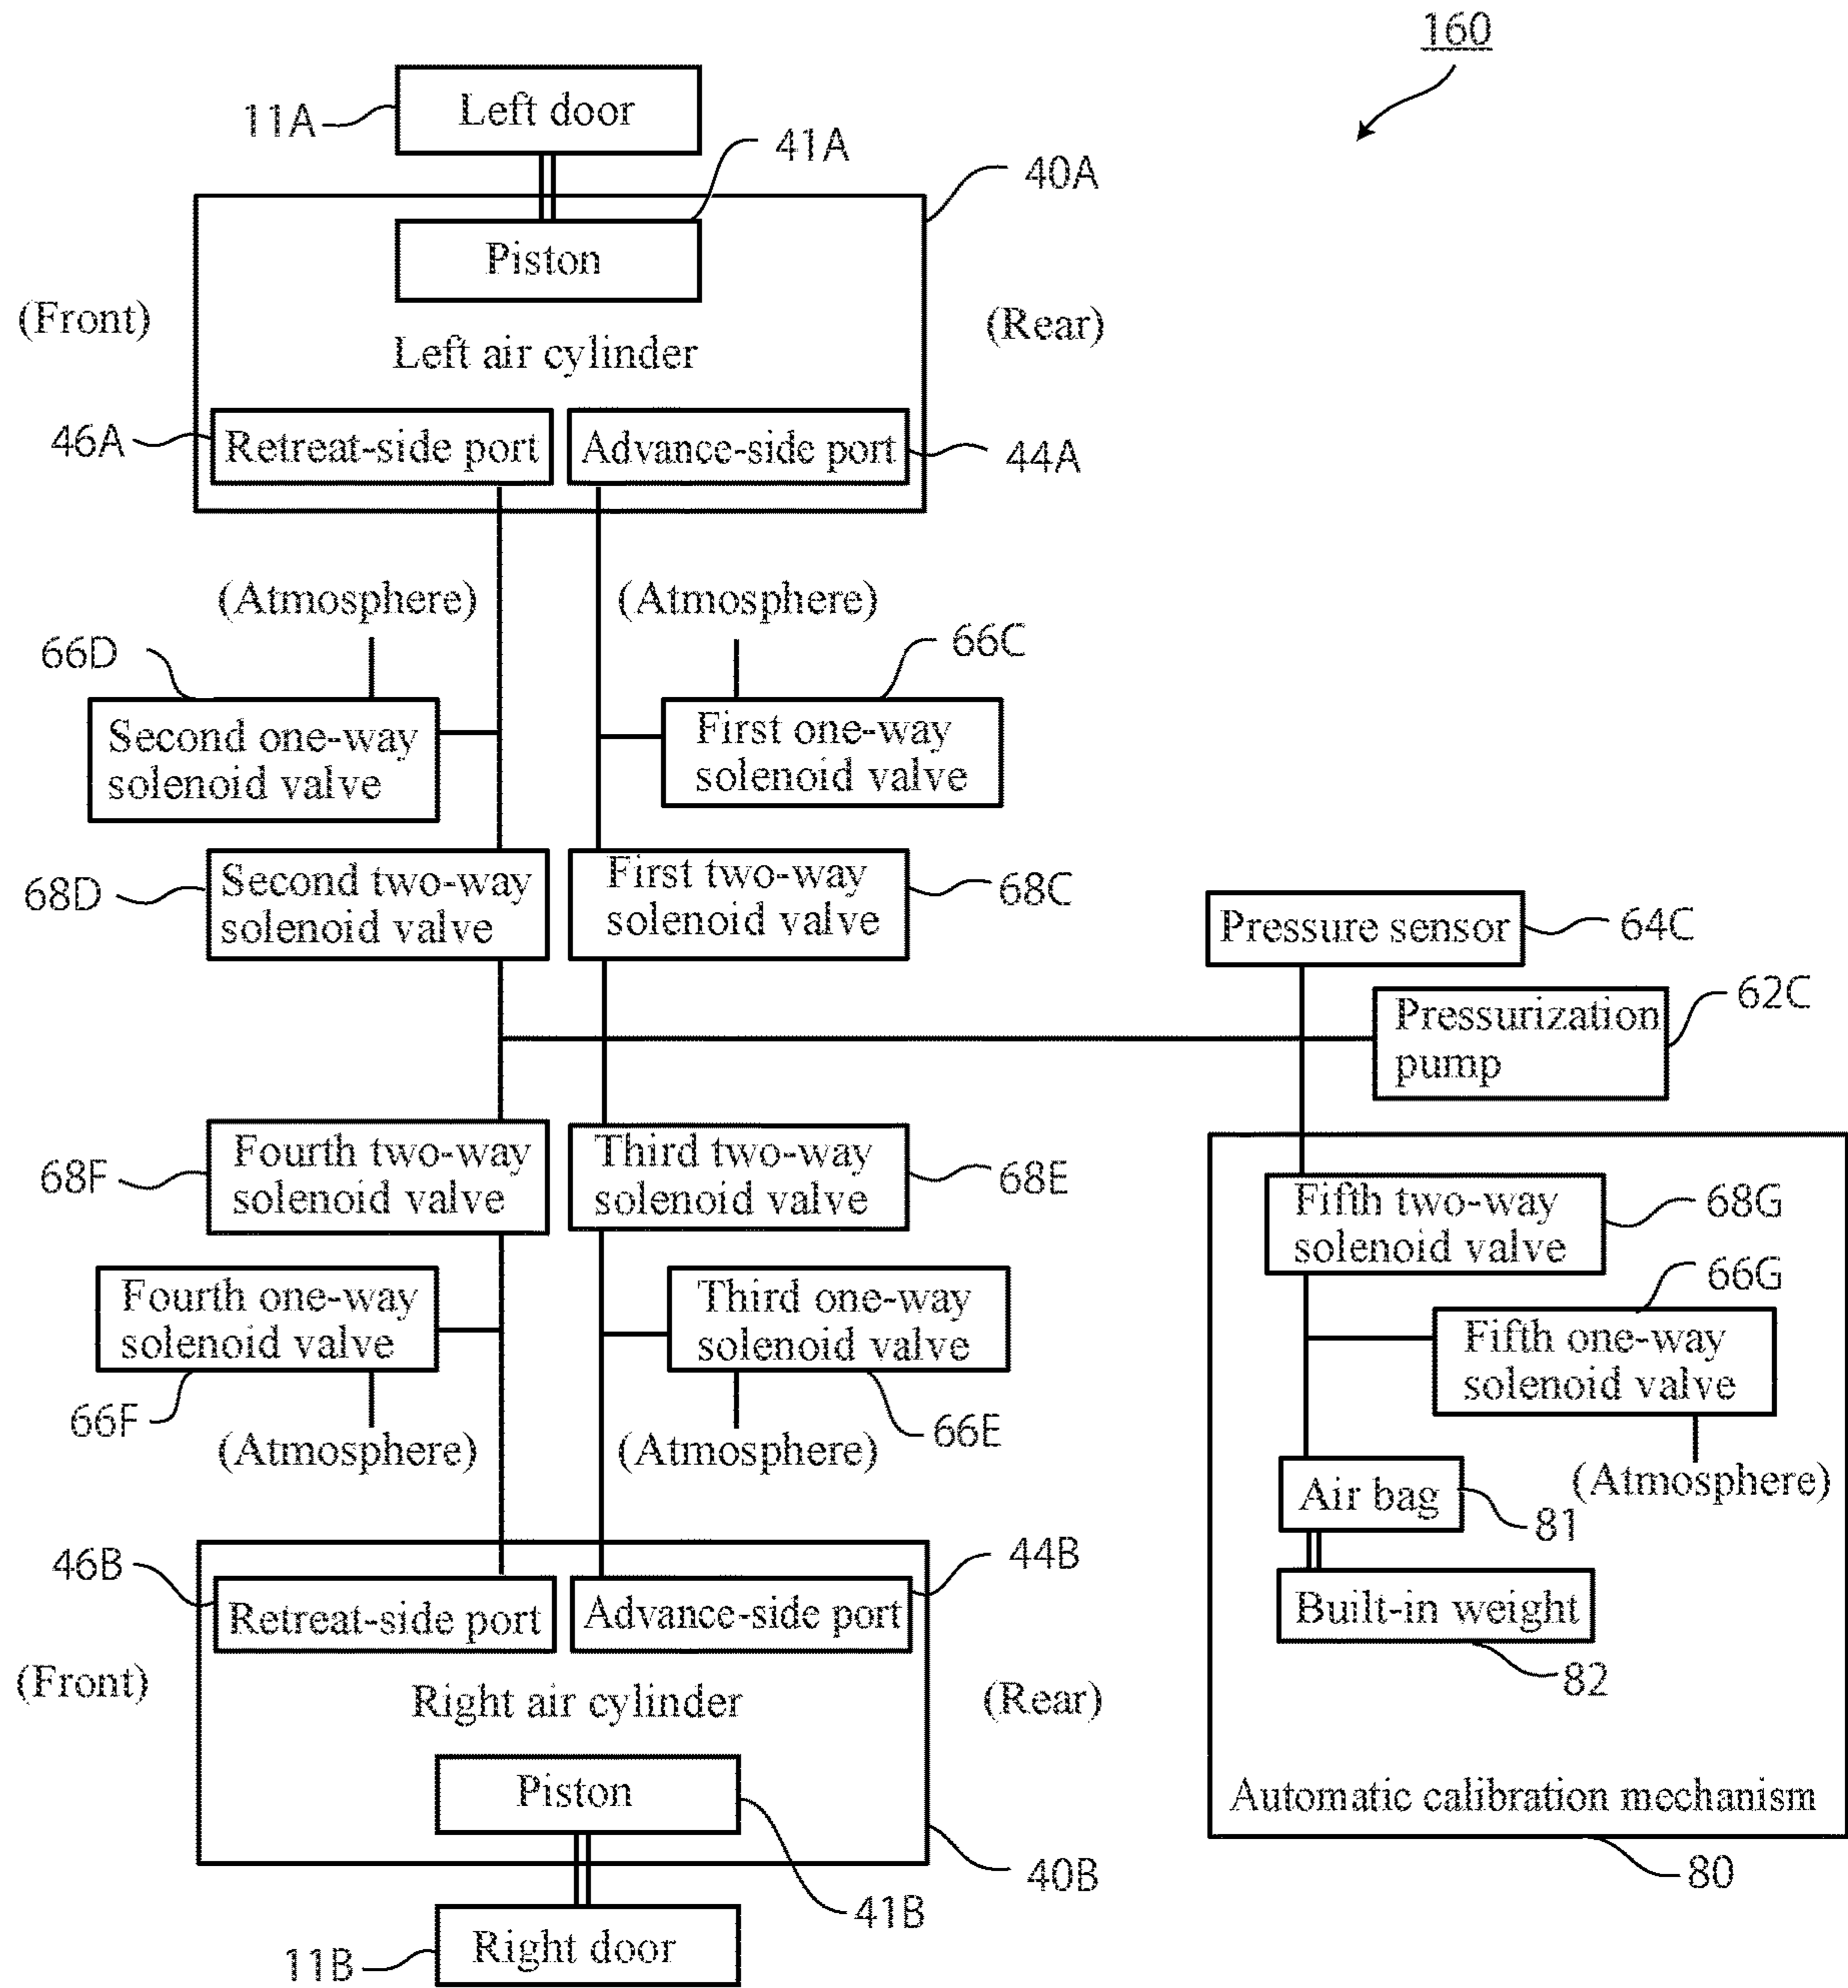 160
Left door
11A
41A
40A
Piston
(Front)
(Rear)
Left air cylinder
46A
Retreat-side port
Advance-side port
44A
(Atmosphere)
(Atmosphere)
66D
66C
Second one-way
solenoid valve
First one-way
solenoid valve
68D
Second two-way
solenoid valve
First two-way
solenoid valve
68C
Pressure sensor
64C
Pressurization
pump
62C
68F
Fourth two-way
solenoid valve
Third two-way
solenoid valve
68E
Fifth two-way
solenoid valve
68G
66G
Fourth one-way
solenoid valve
Third one-way
solenoid valve
Fifth one-way
solenoid valve
66F
(Atmosphere)
(Atmosphere)
66E
(Atmosphere)
Air bag
81
46B
44B
Retreat-side port
Advance-side port
Built-in weight
82
(Front)
Right air cylinder
(Rear)
Piston
Automatic calibration mechanism
80
40B
41B
Right door
11B